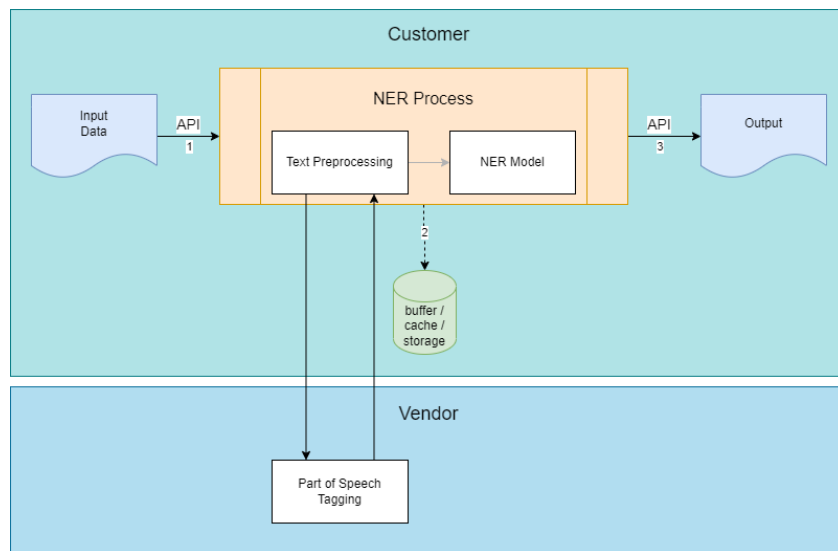 Customer
NER Process
Input
Data
API
1
Text Preprocessing
NER Model
API
3
Output
2
buffer /
cache /
storage
Vendor
Part of Speech
Tagging